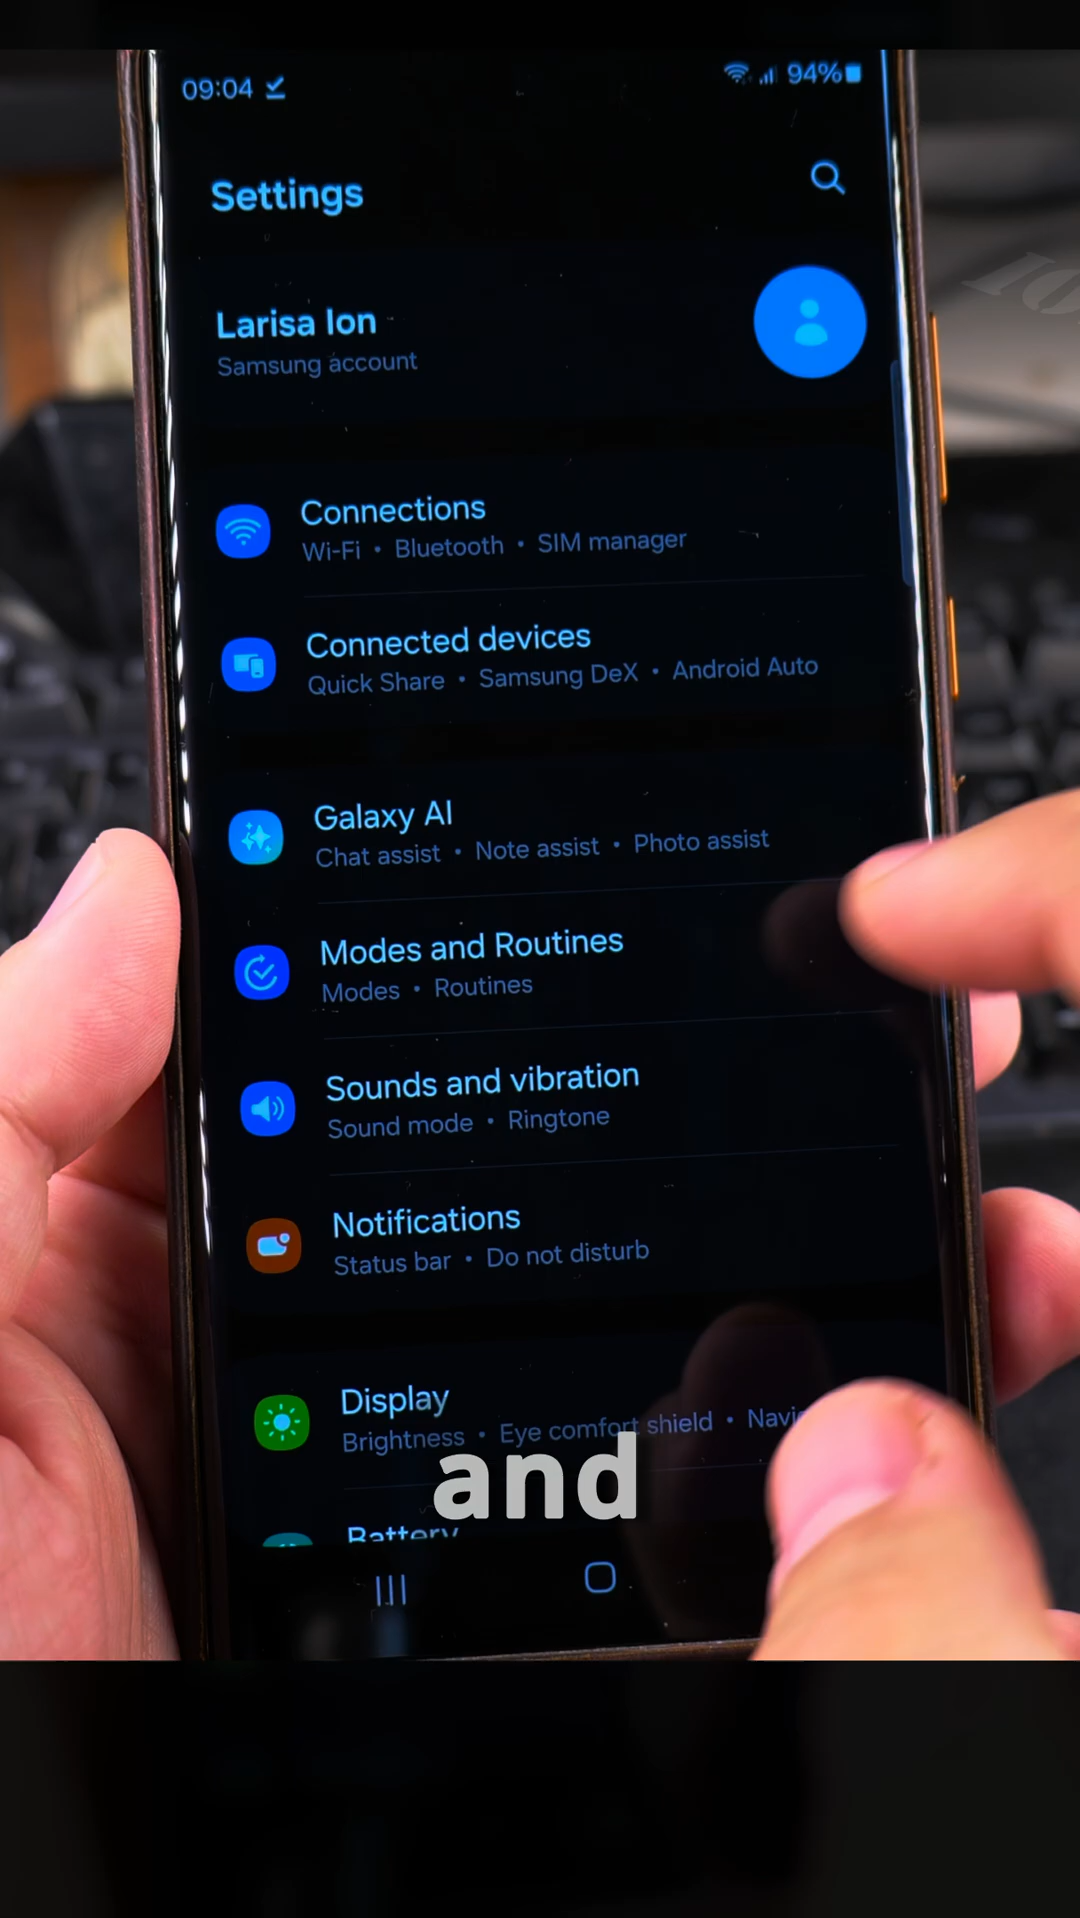 09:04
94%
Settings
Larisa Ion
Samsung account
Connections
Wi-Fi • Bluetooth • SIM manager
Connected devices
Quick Share • Samsung DeX • Android Auto
Galaxy AI
Chat assist • Note assist • Photo assist
Modes and Routines
Modes • Routines
Sounds and vibration
Sound mode • Ringtone
Notifications
Status bar • Do not disturb
Display
Brightness • Eye comfort shield •
and
Battery